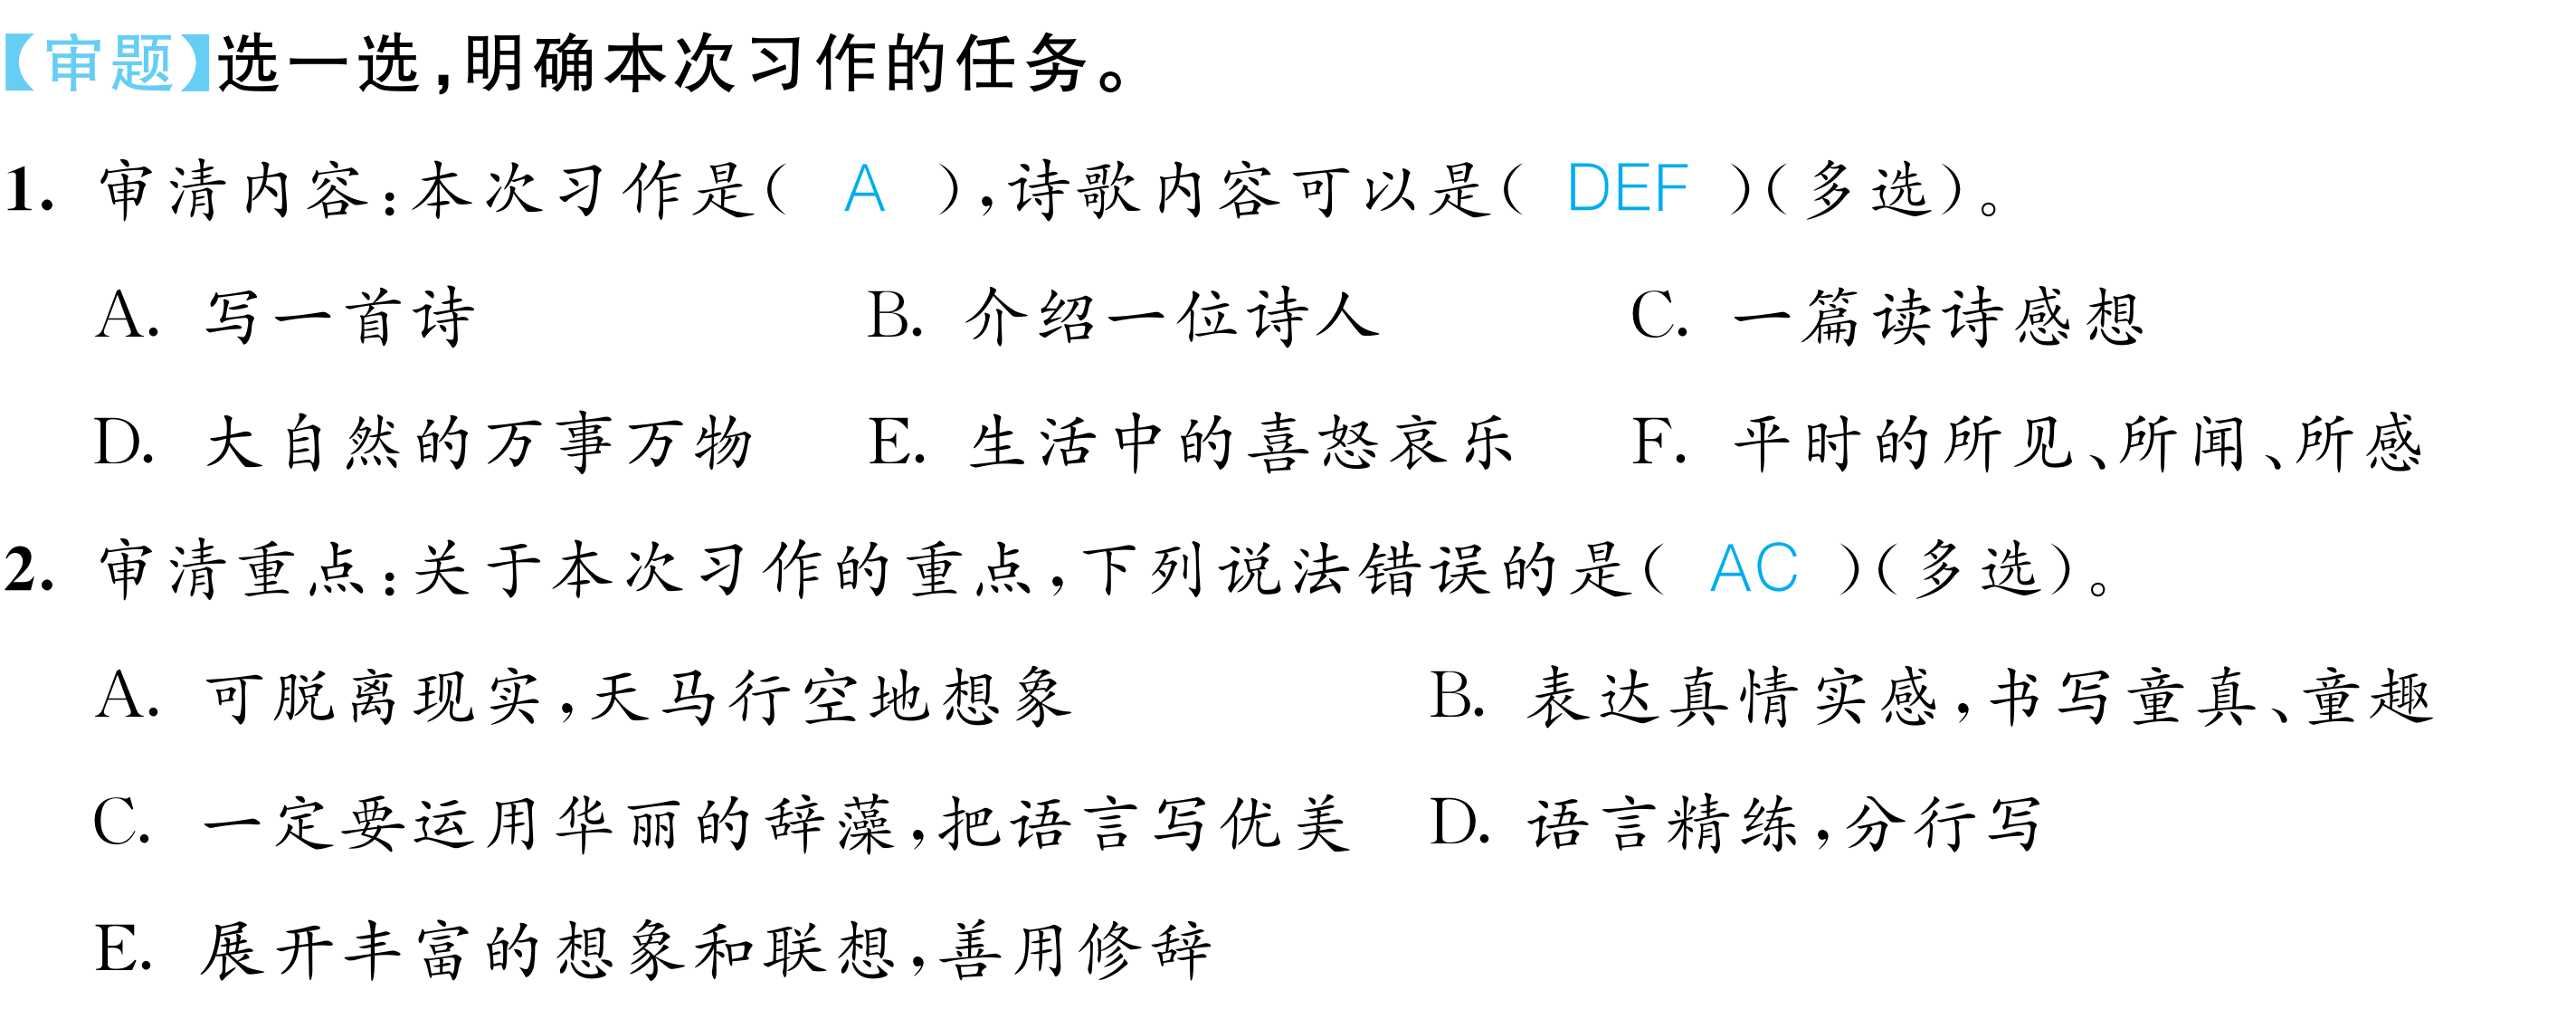 【审题】选一选,明确本次习作的任务。
1. 审清内容:本次习作是( A ),诗歌内容可以是( DEF )(多选)。
A. 写一首诗 B. 介绍一位诗人 C. 一篇读诗感想
D. 大自然的万事万物 E. 生活中的喜怒哀乐 F. 平时的所见、所闻、所感
2. 审清重点:关于本次习作的重点,下列说法错误的是( AC )(多选)。
A. 可脱离现实,天马行空地想象 B. 表达真情实感,书写童真、童趣
C. 一定要运用华丽的辞藻,把语言写优美 D. 语言精练,分行写
E. 展开丰富的想象和联想,善用修辞